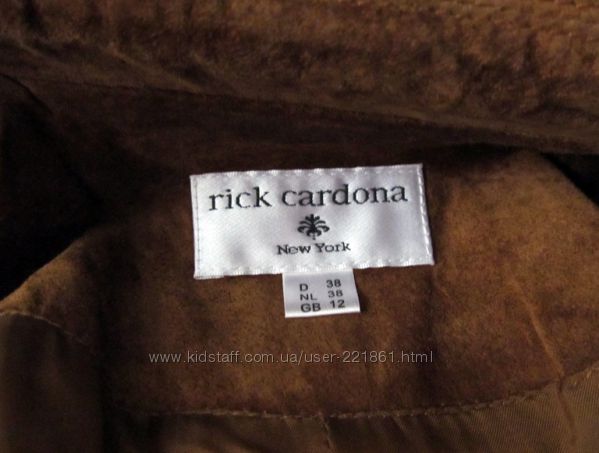 rick cardona
New York
D 38
NL 38
GB 12
www.kidstaff.com.ua/user-221861.html